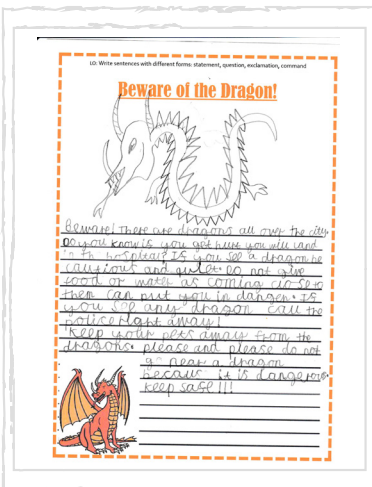 LO: Write sentences with different forms: statement, question, exclamation, command
Beware of the Dragon!
Beware! There are dragons all over the city.
Do you know is you get hurt you will land
in th hospital? If you see a dragon be
cautious and quiet. Do not give
food or water as coming close to
them can put you in danger. If
you see any dragon call the
police right away!
Keep your pets away from the
dragons. please and please do not
go near a dragon
becaus it is dangerous.
keep safe!!!